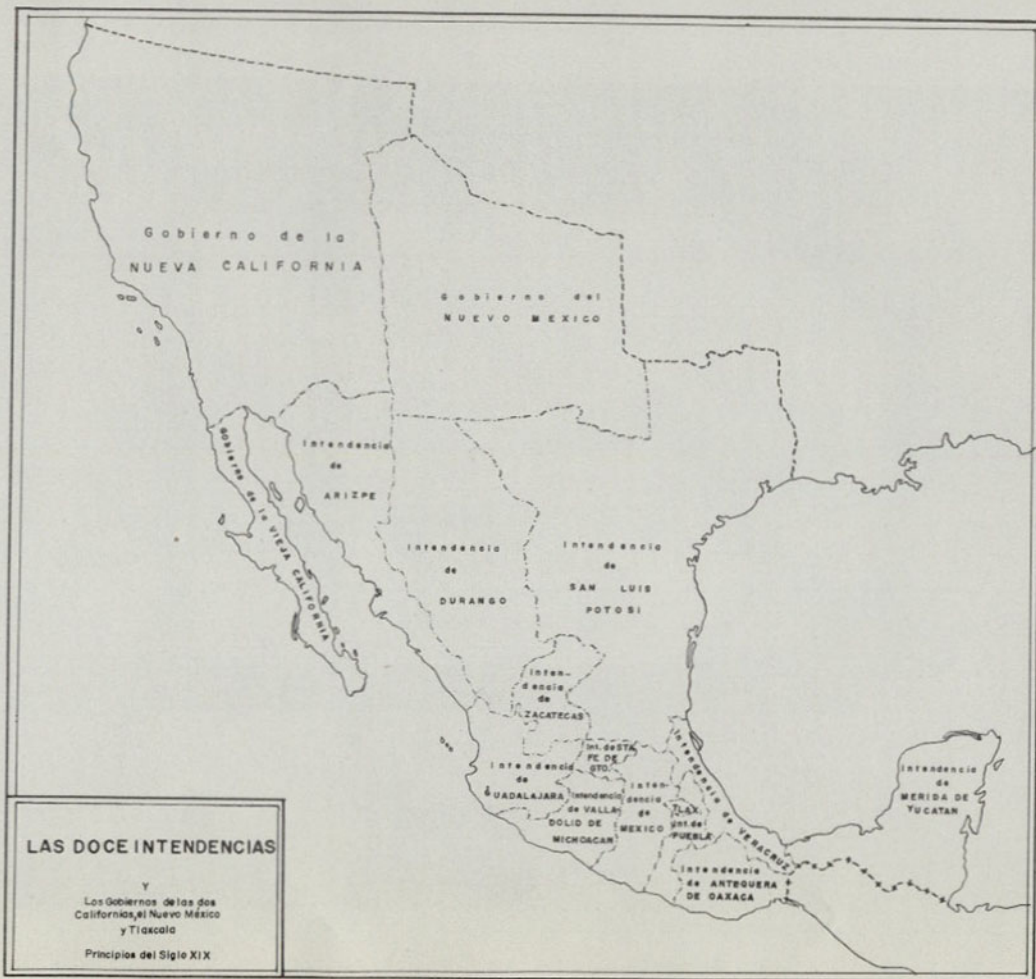 Gobierno de la
NUEVA CALIFORNIA
Gobierno del
NUEVO MEXICO
Gobierno de la VIEJA CALIFORNIA
Intendencia
de
ARIZPE
Intendencia
de
DURANGO
Intendencia
de
SAN LUIS
POTOSI
Inten-
dencia
de
ZACATECAS
Int. de STA.
FE. DE
GTO.
Intendencia
de
GUADALAJARA
Intendencia
de VALLA
DOLID DE
MICHOACAN
Inten-
dencia
de
MEXICO
TLAX.
Int. de
PUEBLA
Intendencia de VERACRUZ
Intendencia
de ANTEQUERA
DE OAXACA
Intendencia
de
MERIDA DE
YUCATAN
LAS DOCE INTENDENCIAS
Y
Los Gobiernos de las dos
Californias, el Nuevo México
y Tlaxcala
Principios del Siglo XIX